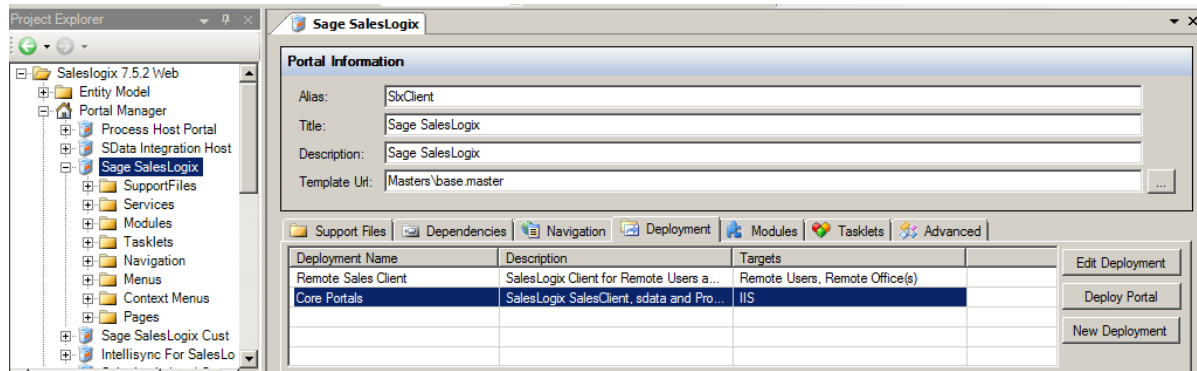 Project Explorer
Saleslogix 7.5.2 Web
Entity Model
Portal Manager
Process Host Portal
SData Integration Host
Sage SalesLogix
SupportFiles
Services
Modules
Tasklets
Navigation
Menus
Context Menus
Pages
Sage SalesLogix Cust
Intellisync For SalesLo
Sage SalesLogix
Portal Information
Alias: SlxClient
Title: Sage SalesLogix
Description: Sage SalesLogix
Template Url: Masters\base.master ...
Support Files Dependencies Navigation Deployment Modules Tasklets Advanced
Deployment Name Description Targets
Remote Sales Client SalesLogix Client for Remote Users a... Remote Users, Remote Office(s)
Core Portals SalesLogix SalesClient, sdata and Pro... IIS
Edit Deployment
Deploy Portal
New Deployment